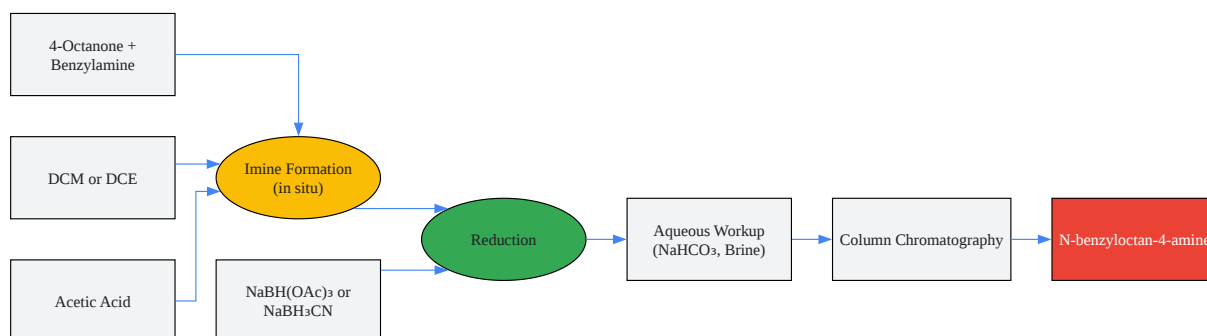 4-Octanone +
Benzylamine
DCM or DCE
Acetic Acid
Imine Formation
(in situ)
NaBH(OAc)₃ or
NaBH₃CN
Reduction
Aqueous Workup
(NaHCO₃, Brine)
Column Chromatography
N-benzyloctan-4-amine